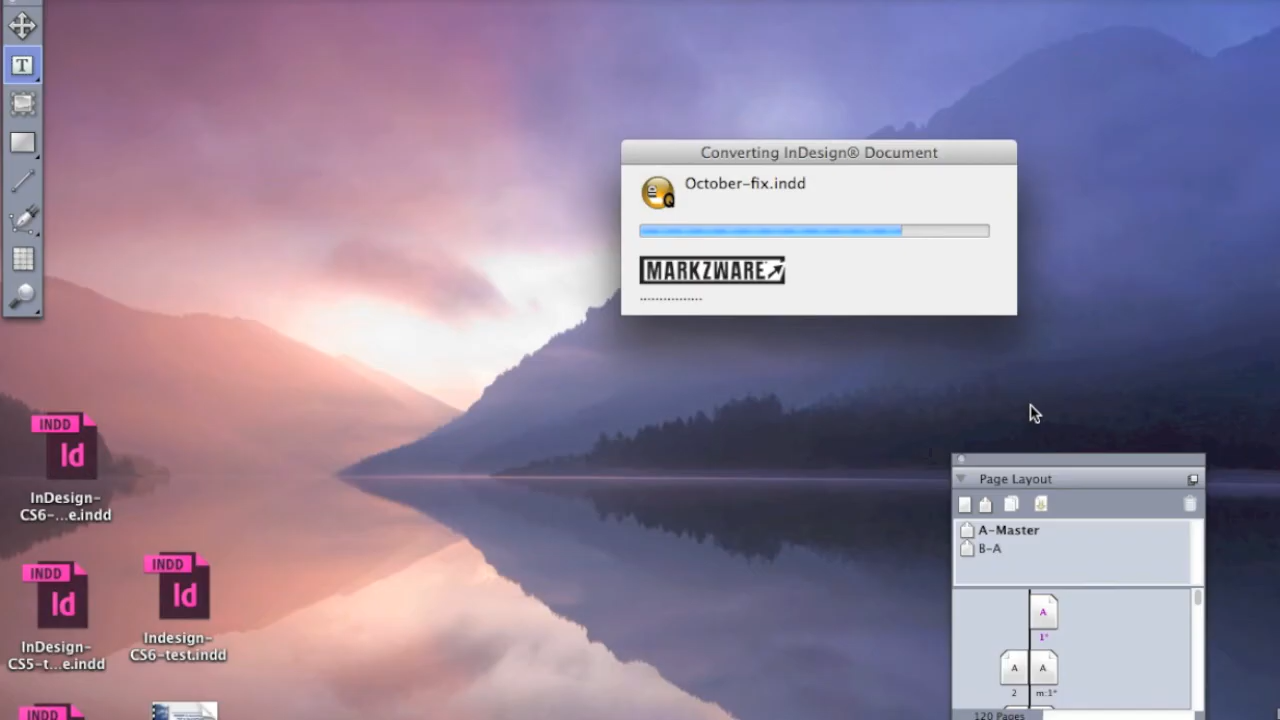 T
Converting InDesign® Document
October-fix.indd
MARKZWARE
INDD
Id
InDesign-
CS6-...e.indd
INDD
Id
InDesign-
CS5-t...e.indd
INDD
Id
Indesign-
CS6-test.indd
INDD
Page Layout
A-Master
B-A
A
1*
A
A
2
m:1*
120 Pages